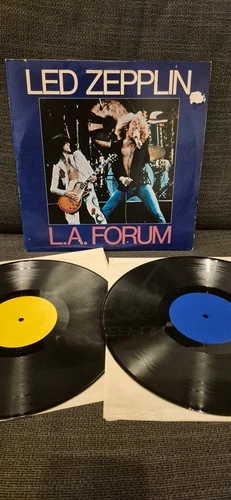 LED ZEPPLIN
L.A. FORUM